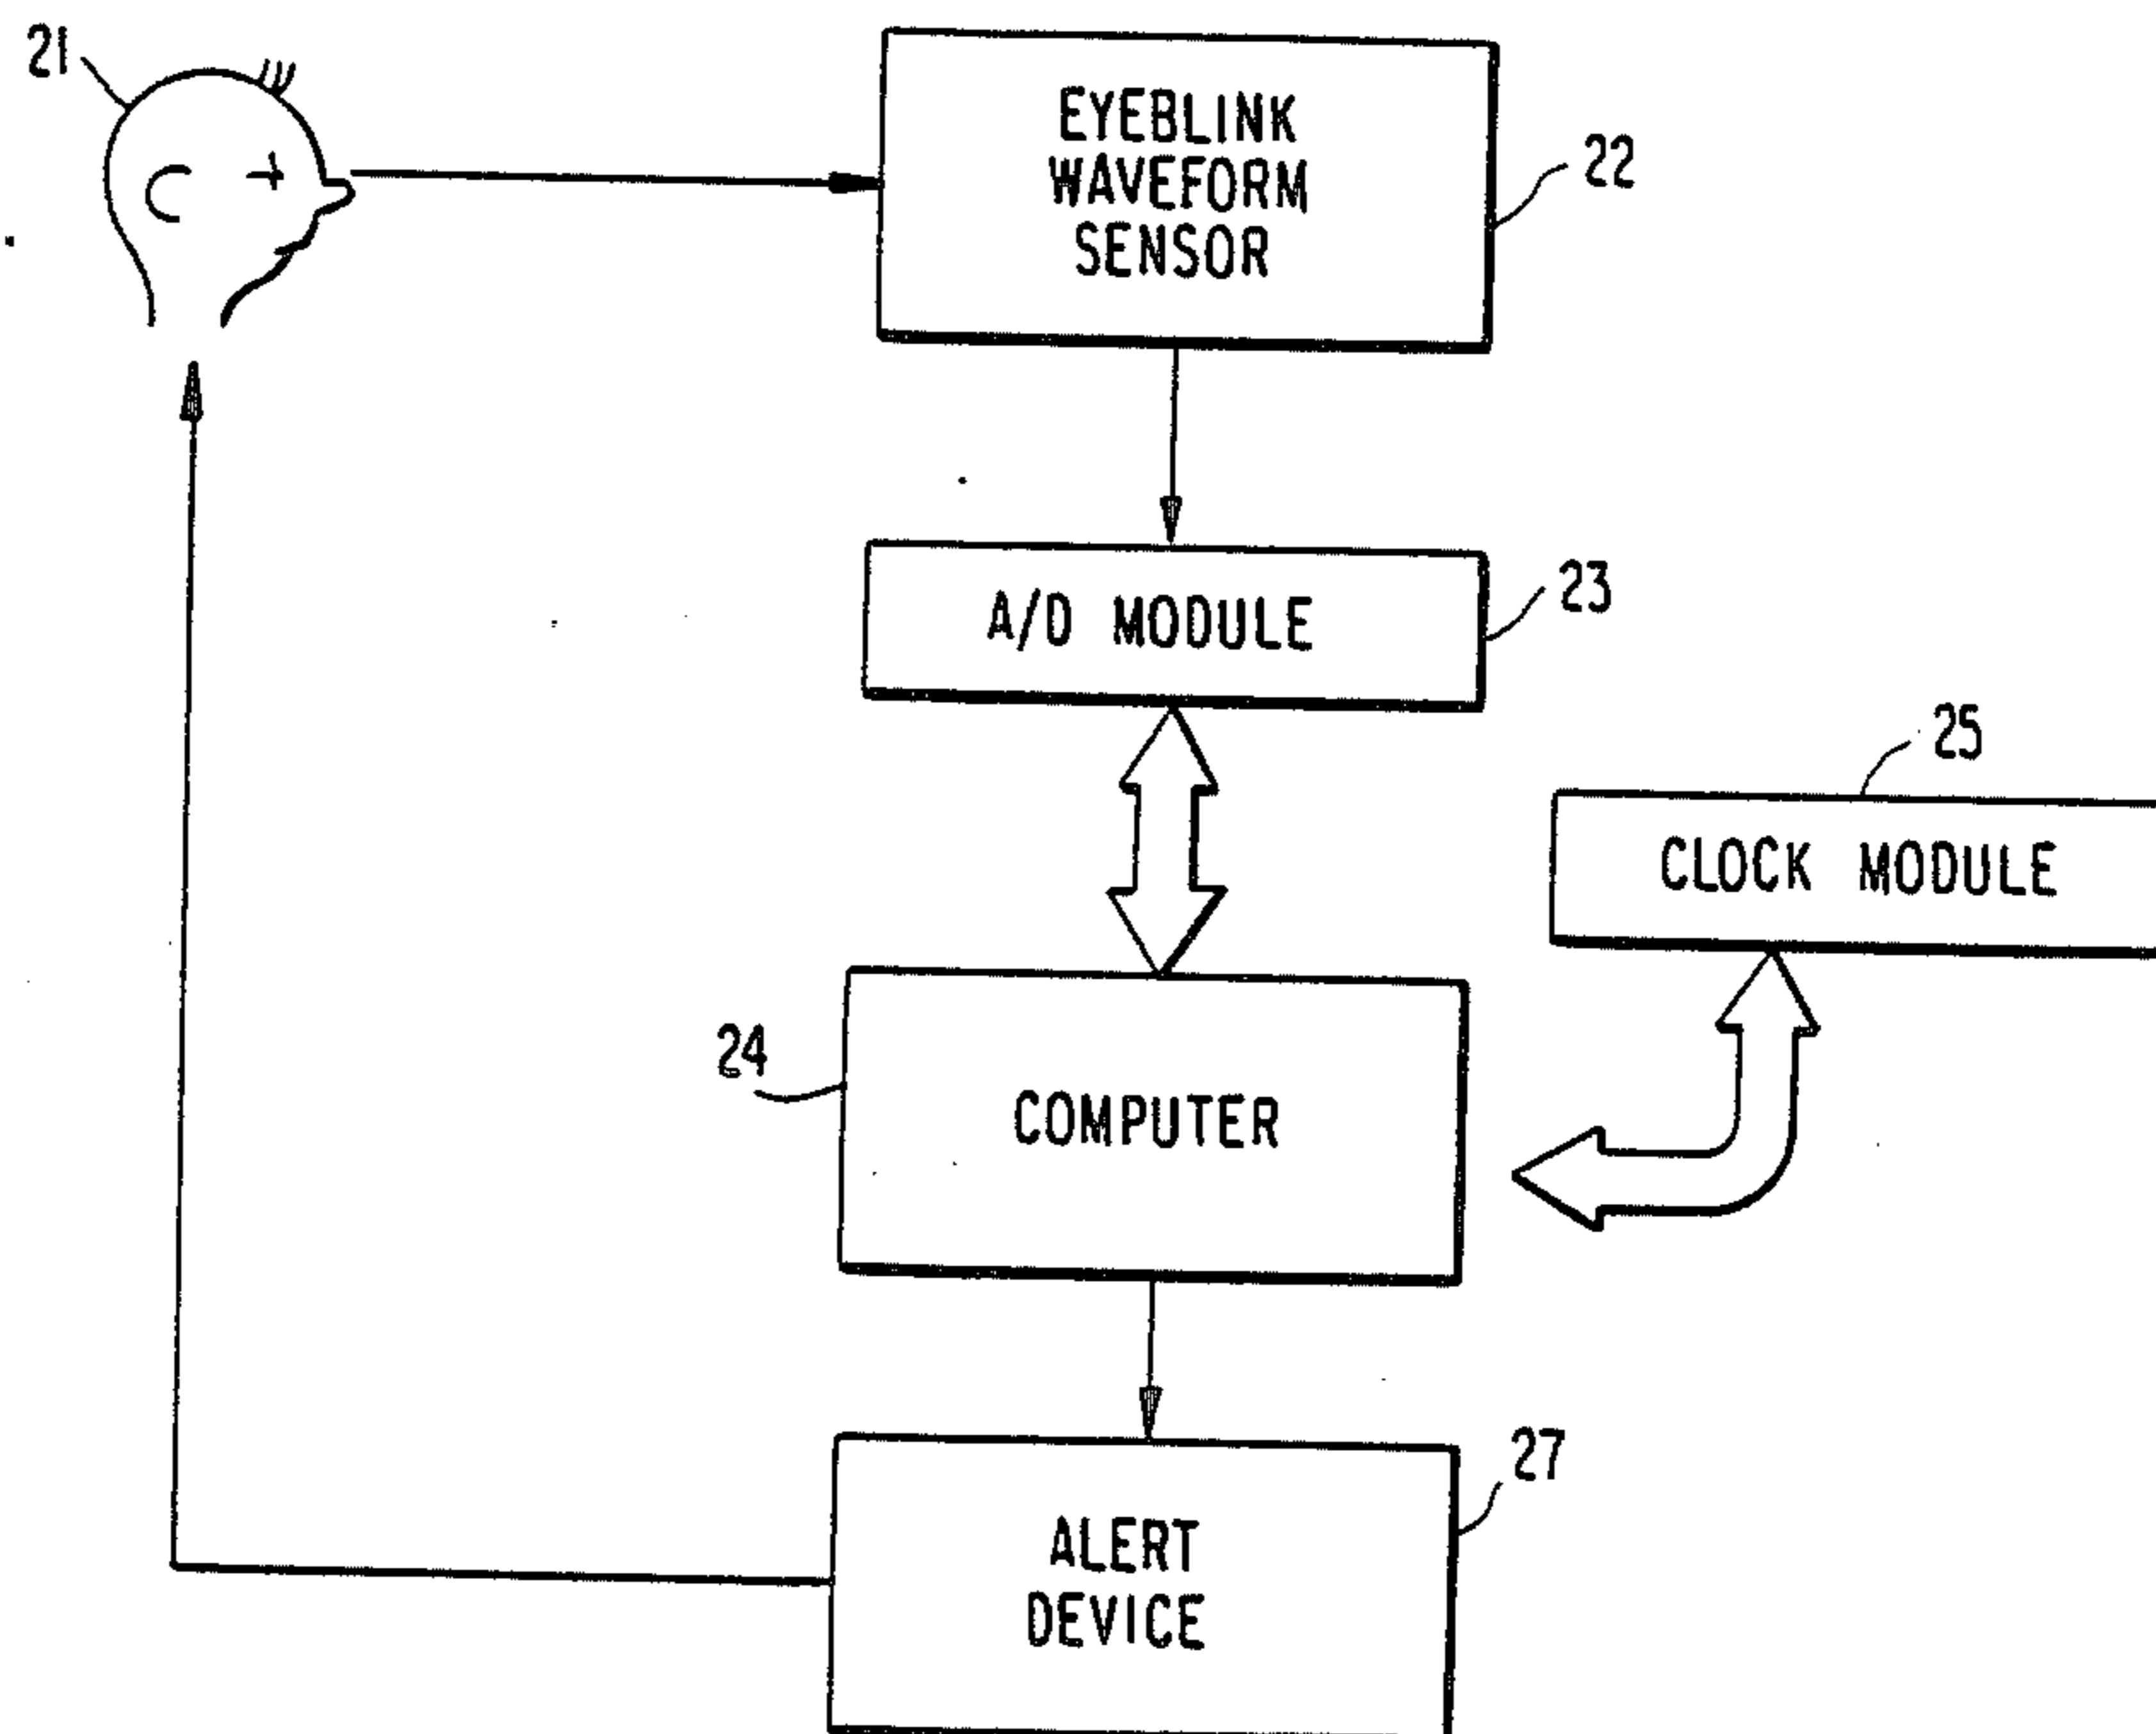 21
EYEBLINK
WAVEFORM
SENSOR
22
A/D MODULE
23
25
CLOCK MODULE
24
COMPUTER
27
ALERT
DEVICE